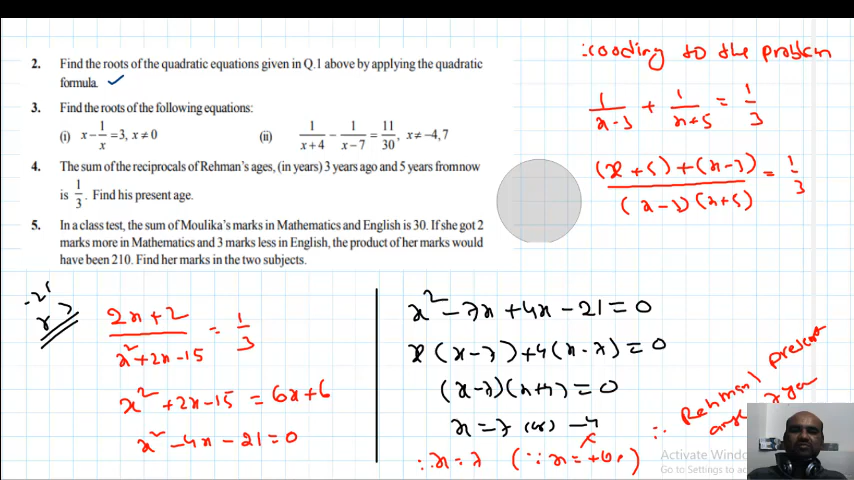 2. Find the roots of the quadratic equations given in Q.1 above by applying the quadratic
formula. ✓
3. Find the roots of the following equations:
(i) x − 1/x = 3, x ≠ 0 (ii) 1/(x+4) − 1/(x−7) = 11/30, x ≠ −4, 7
4. The sum of the reciprocals of Rehman's ages, (in years) 3 years ago and 5 years from now
is 1/3. Find his present age.
5. In a class test, the sum of Moulika's marks in Mathematics and English is 30. If she got 2
marks more in Mathematics and 3 marks less in English, the product of her marks would
have been 210. Find her marks in the two subjects.
:cooding to the problem
1/(x-3) + 1/(x+5) = 1/3
(x+5)+(x-3)/(x-3)(x+5) = 1/3
-21
2x+2/x²+2x-15 = 1/3
x²+2x-15 = 6x+6
x²-4x-21=0
x²-7x+4x-21=0
x(x-7)+4(x-7)=0
(x-7)(x+4)=0
x=7 (or) -4
∴ x=7 (∵ x=+ve)
∴ Rehman's present
Activate Window
Go to Settings to a